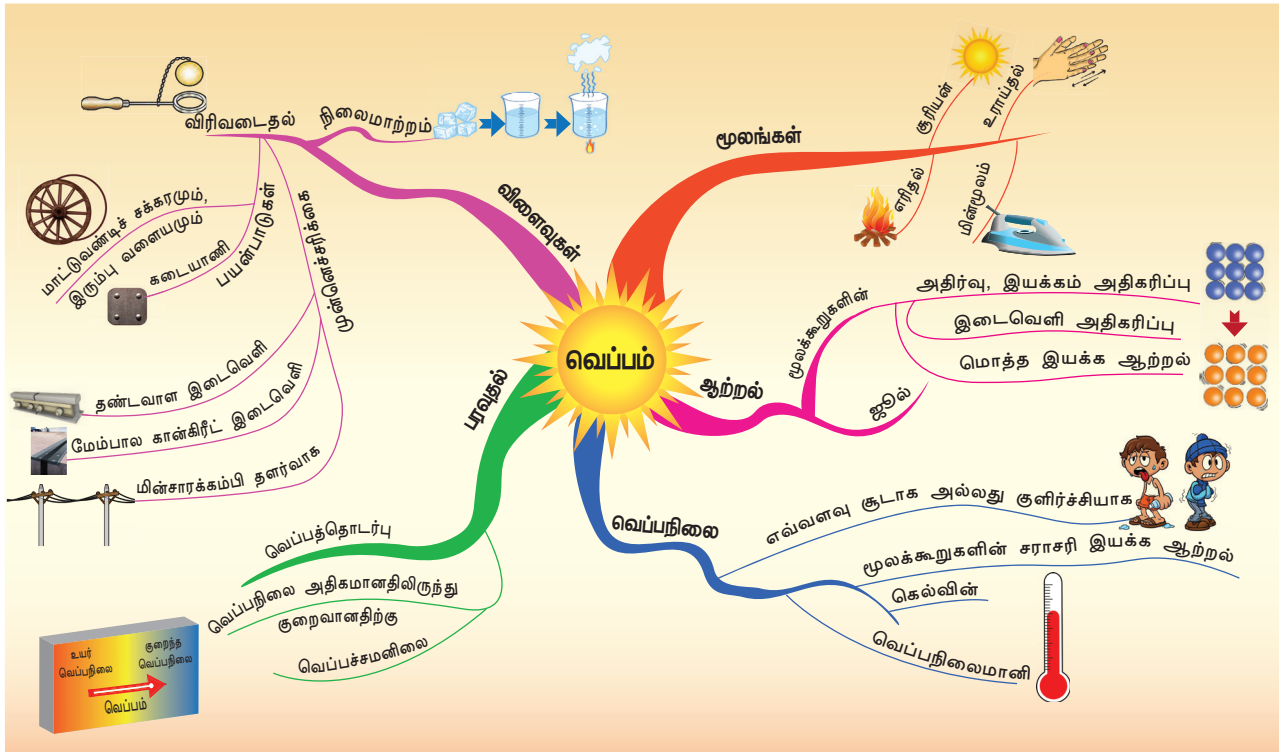 வெப்பம்
மூலங்கள்
சூரியன்
உராய்தல்
எரிதல்
மின்மூலம்
ஆற்றல்
மூலக்கூறுகளின்
அதிர்வு, இயக்கம் அதிகரிப்பு
இடைவெளி அதிகரிப்பு
மொத்த இயக்க ஆற்றல்
ஜூல்
வெப்பநிலை
எவ்வளவு சூடாக அல்லது குளிர்ச்சியாக
மூலக்கூறுகளின் சராசரி இயக்க ஆற்றல்
கெல்வின்
வெப்பநிலைமானி
பரவுதல்
வெப்பத்தொடர்பு
வெப்பநிலை அதிகமானதிலிருந்து
குறைவானதிற்கு
வெப்பச்சமனிலை
உயர்
வெப்பநிலை
குறைந்த
வெப்பநிலை
வெப்பம்
விளைவுகள்
நிலைமாற்றம்
விரிவடைதல்
பயன்பாடுகள்
மாட்டுவண்டிச் சக்கரமும்,
இரும்பு வளையமும்
கடையாணி
முன்னெச்சரிக்கை
தண்டவாள இடைவெளி
மேம்பால கான்கிரீட் இடைவெளி
மின்சாரக்கம்பி தளர்வாக